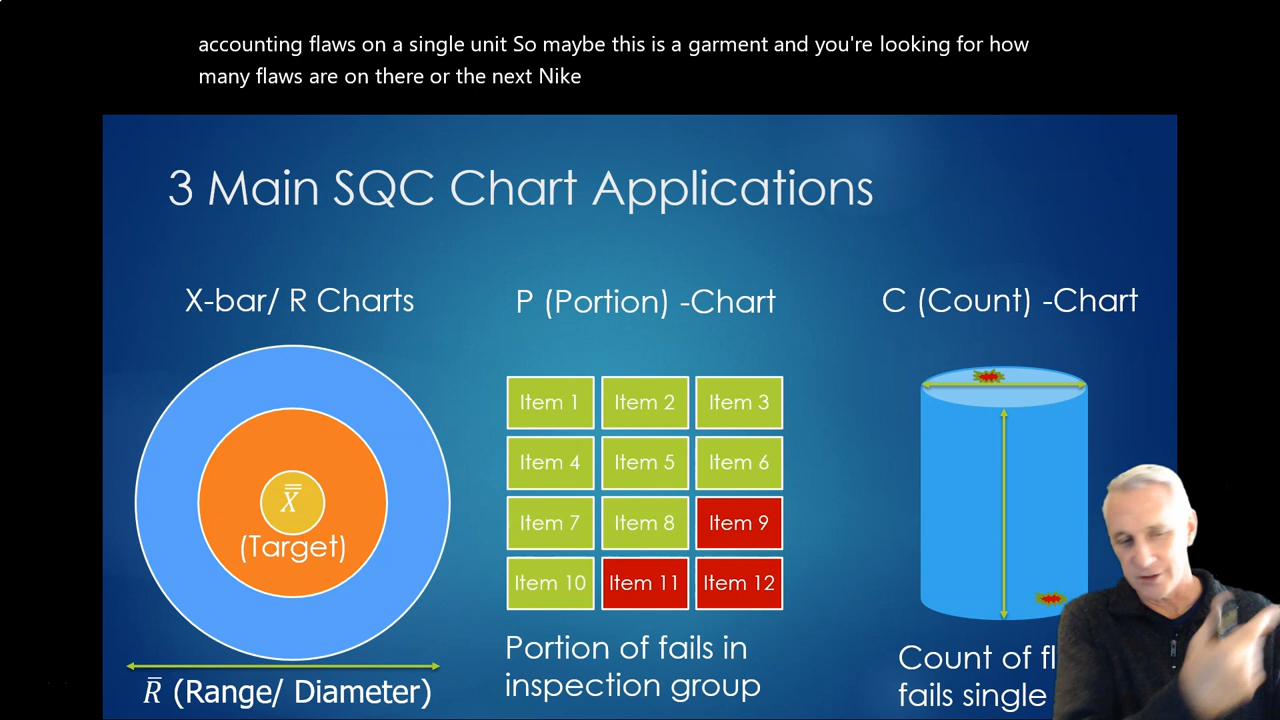 accounting flaws on a single unit So maybe this is a garment and you're looking for how
many flaws are on there or the next Nike
3 Main SQC Chart Applications
X-bar/ R Charts
P (Portion) -Chart
C (Count) -Chart
X̿
(Target)
R̅ (Range/ Diameter)
Item 1 Item 2 Item 3
Item 4 Item 5 Item 6
Item 7 Item 8 Item 9
Item 10 Item 11 Item 12
Portion of fails in
inspection group
Count of
fails single